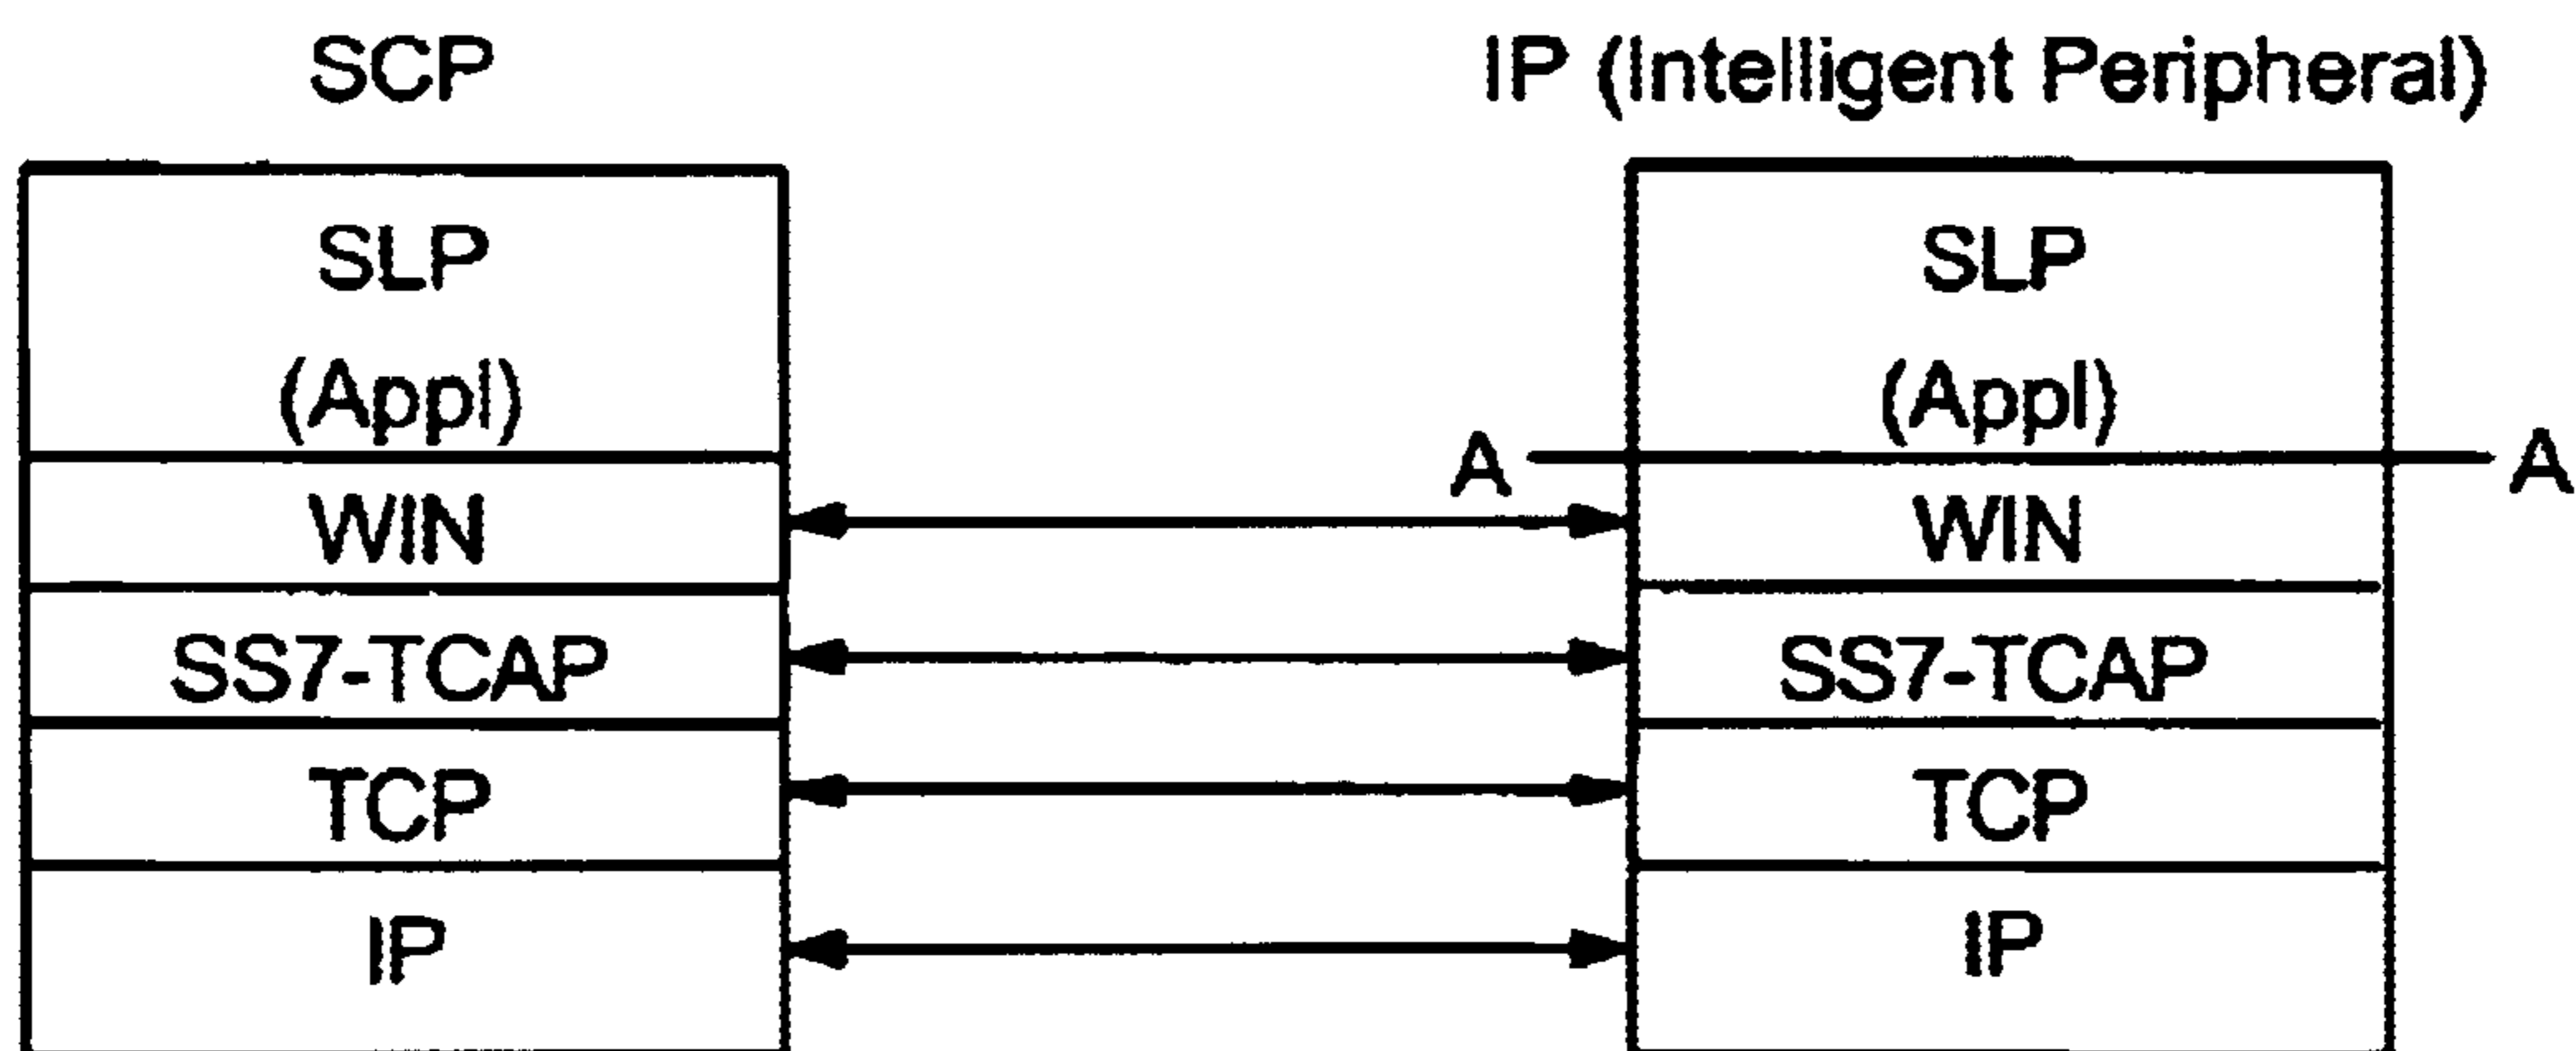 SCP
IP (Intelligent Peripheral)
SLP
(Appl)
WIN
SS7-TCAP
TCP
IP
A
A
SLP
(Appl)
WIN
SS7-TCAP
TCP
IP